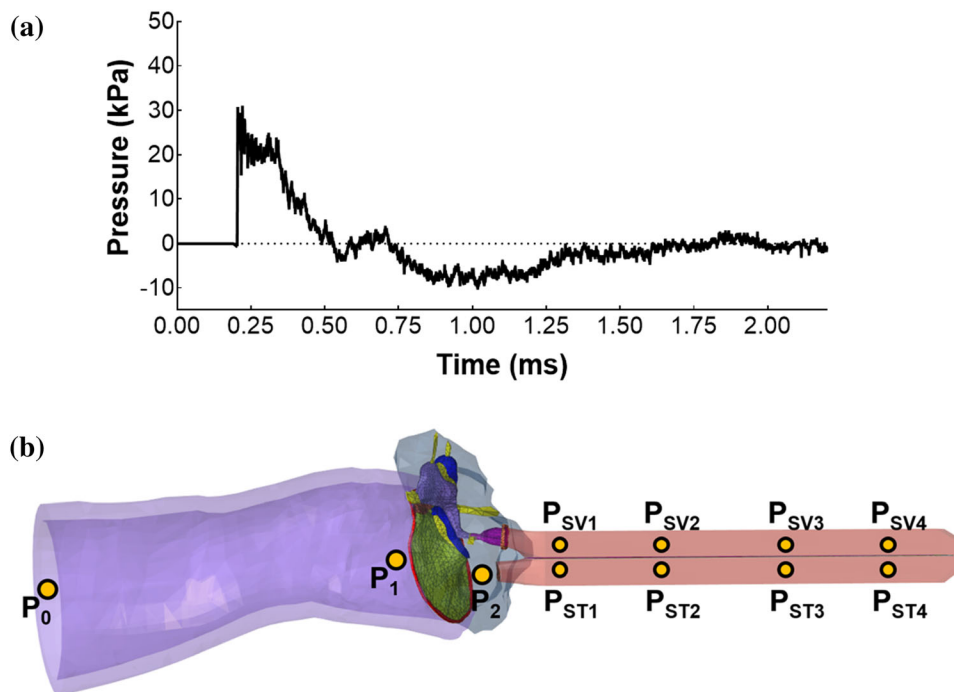 (a)
Pressure (kPa)
50
40
30
20
10
0
-10
0.00 0.25 0.50 0.75 1.00 1.25 1.50 1.75 2.00
Time (ms)
(b)
P0
P1
P2
PSV1 PSV2 PSV3 PSV4
PST1 PST2 PST3 PST4